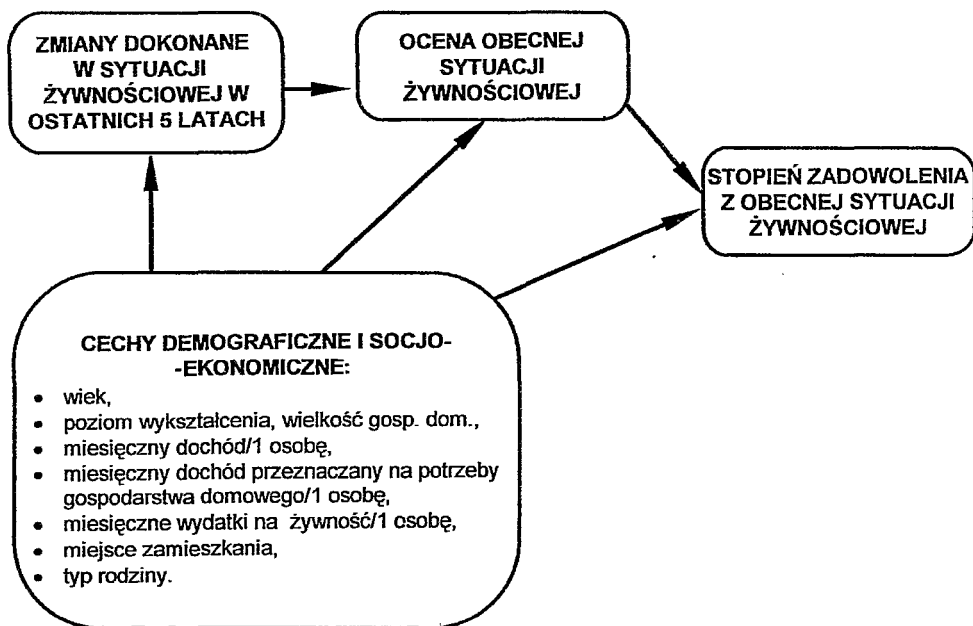 ZMIANY DOKONANE
W SYTUACJI
ŻYWNOŚCIOWEJ W
OSTATNICH 5 LATACH
OCENA OBECNEJ
SYTUACJI
ŻYWNOŚCIOWEJ
STOPIEŃ ZADOWOLENIA
Z OBECNEJ SYTUACJI
ŻYWNOŚCIOWEJ
CECHY DEMOGRAFICZNE I SOCJO-
-EKONOMICZNE:
• wiek,
• poziom wykształcenia, wielkość gosp. dom.,
• miesięczny dochód/1 osobę,
• miesięczny dochód przeznaczany na potrzeby
gospodarstwa domowego/1 osobę,
• miesięczne wydatki na żywność/1 osobę,
• miejsce zamieszkania,
• typ rodziny.